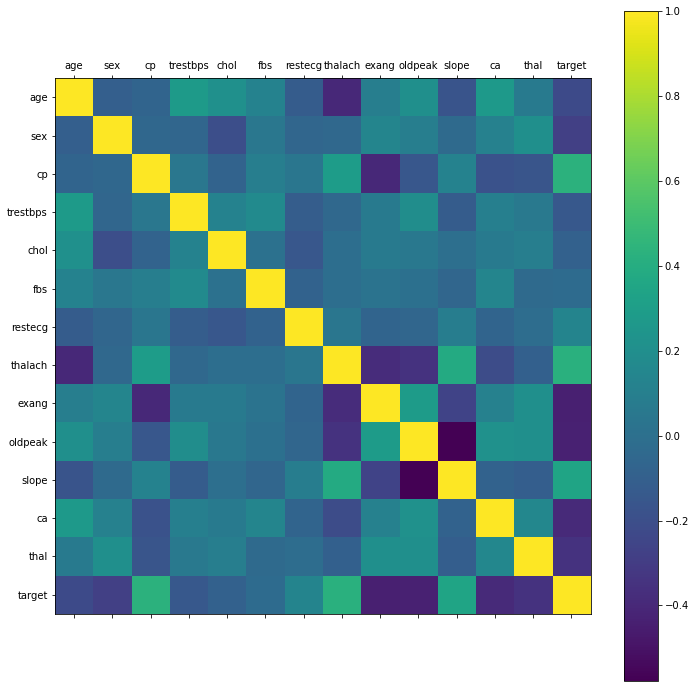 age sex cp trestbps chol fbs restecg thalach exang oldpeak slope ca thal target
age
sex
cp
trestbps
chol
fbs
restecg
thalach
exang
oldpeak
slope
ca
thal
target
1.0
0.8
0.6
0.4
0.2
0.0
−0.2
−0.4